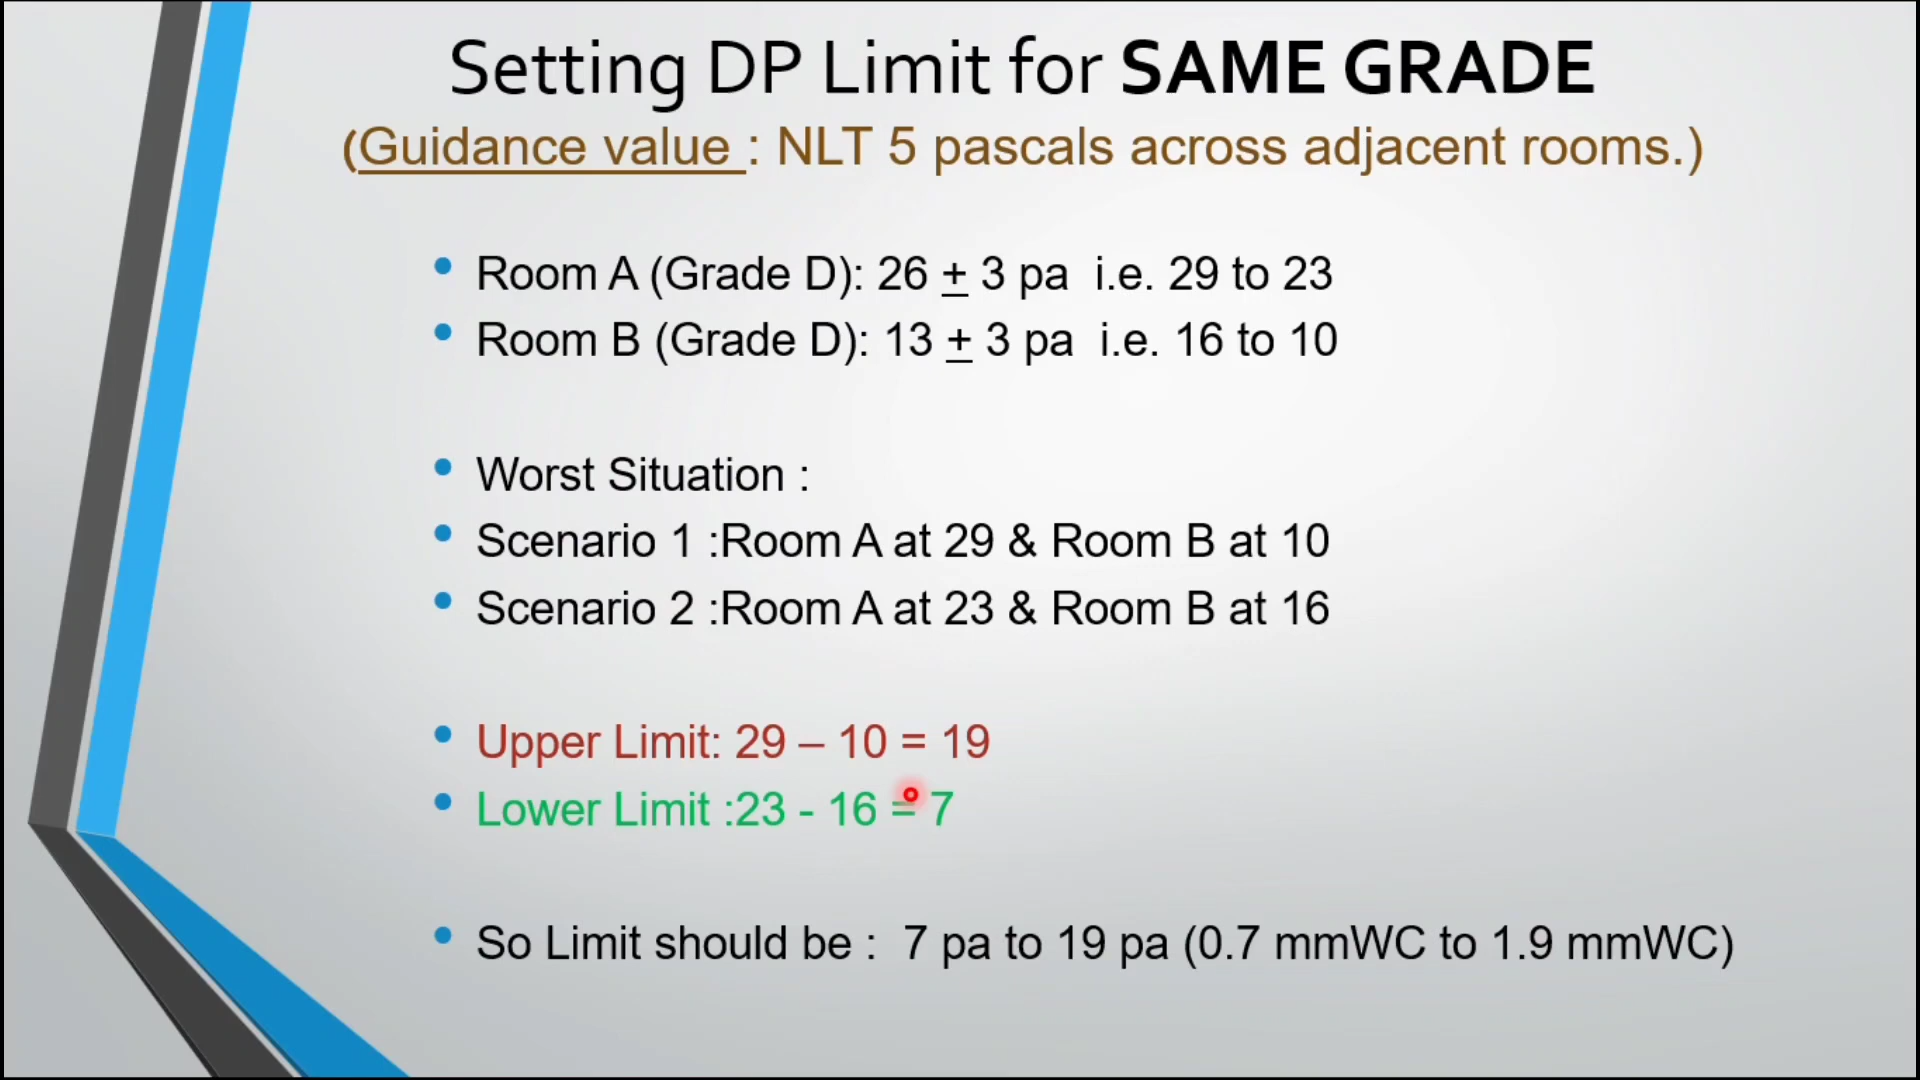 Setting DP Limit for SAME GRADE
(Guidance value : NLT 5 pascals across adjacent rooms.)
• Room A (Grade D): 26 ± 3 pa i.e. 29 to 23
• Room B (Grade D): 13 ± 3 pa i.e. 16 to 10
• Worst Situation :
• Scenario 1 :Room A at 29 & Room B at 10
• Scenario 2 :Room A at 23 & Room B at 16
• Upper Limit: 29 – 10 = 19
• Lower Limit :23 - 16 = 7
• So Limit should be : 7 pa to 19 pa (0.7 mmWC to 1.9 mmWC)